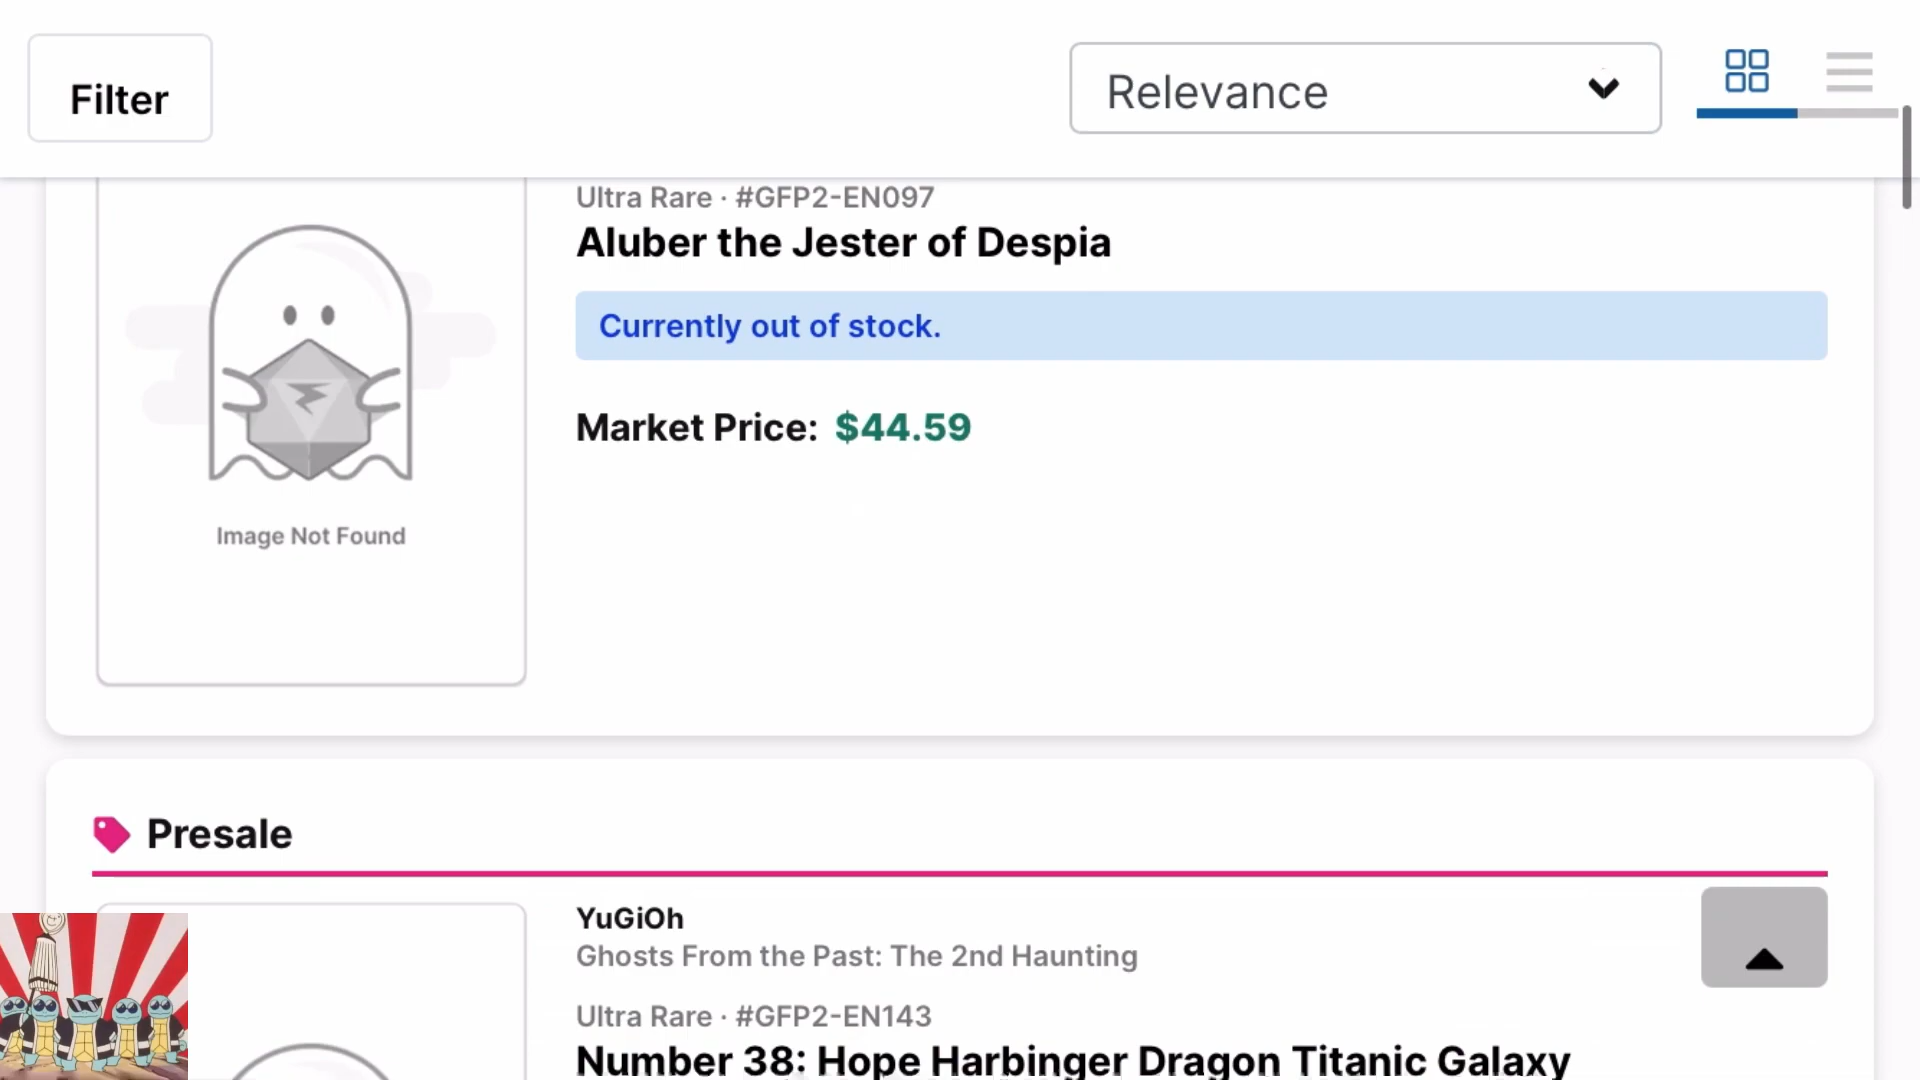 Filter
Relevance
Ultra Rare · #GFP2-EN097
Aluber the Jester of Despia
Currently out of stock.
Market Price: $44.59
Image Not Found
Presale
YuGiOh
Ghosts From the Past: The 2nd Haunting
Ultra Rare · #GFP2-EN143
Number 38: Hope Harbinger Dragon Titanic Galaxy